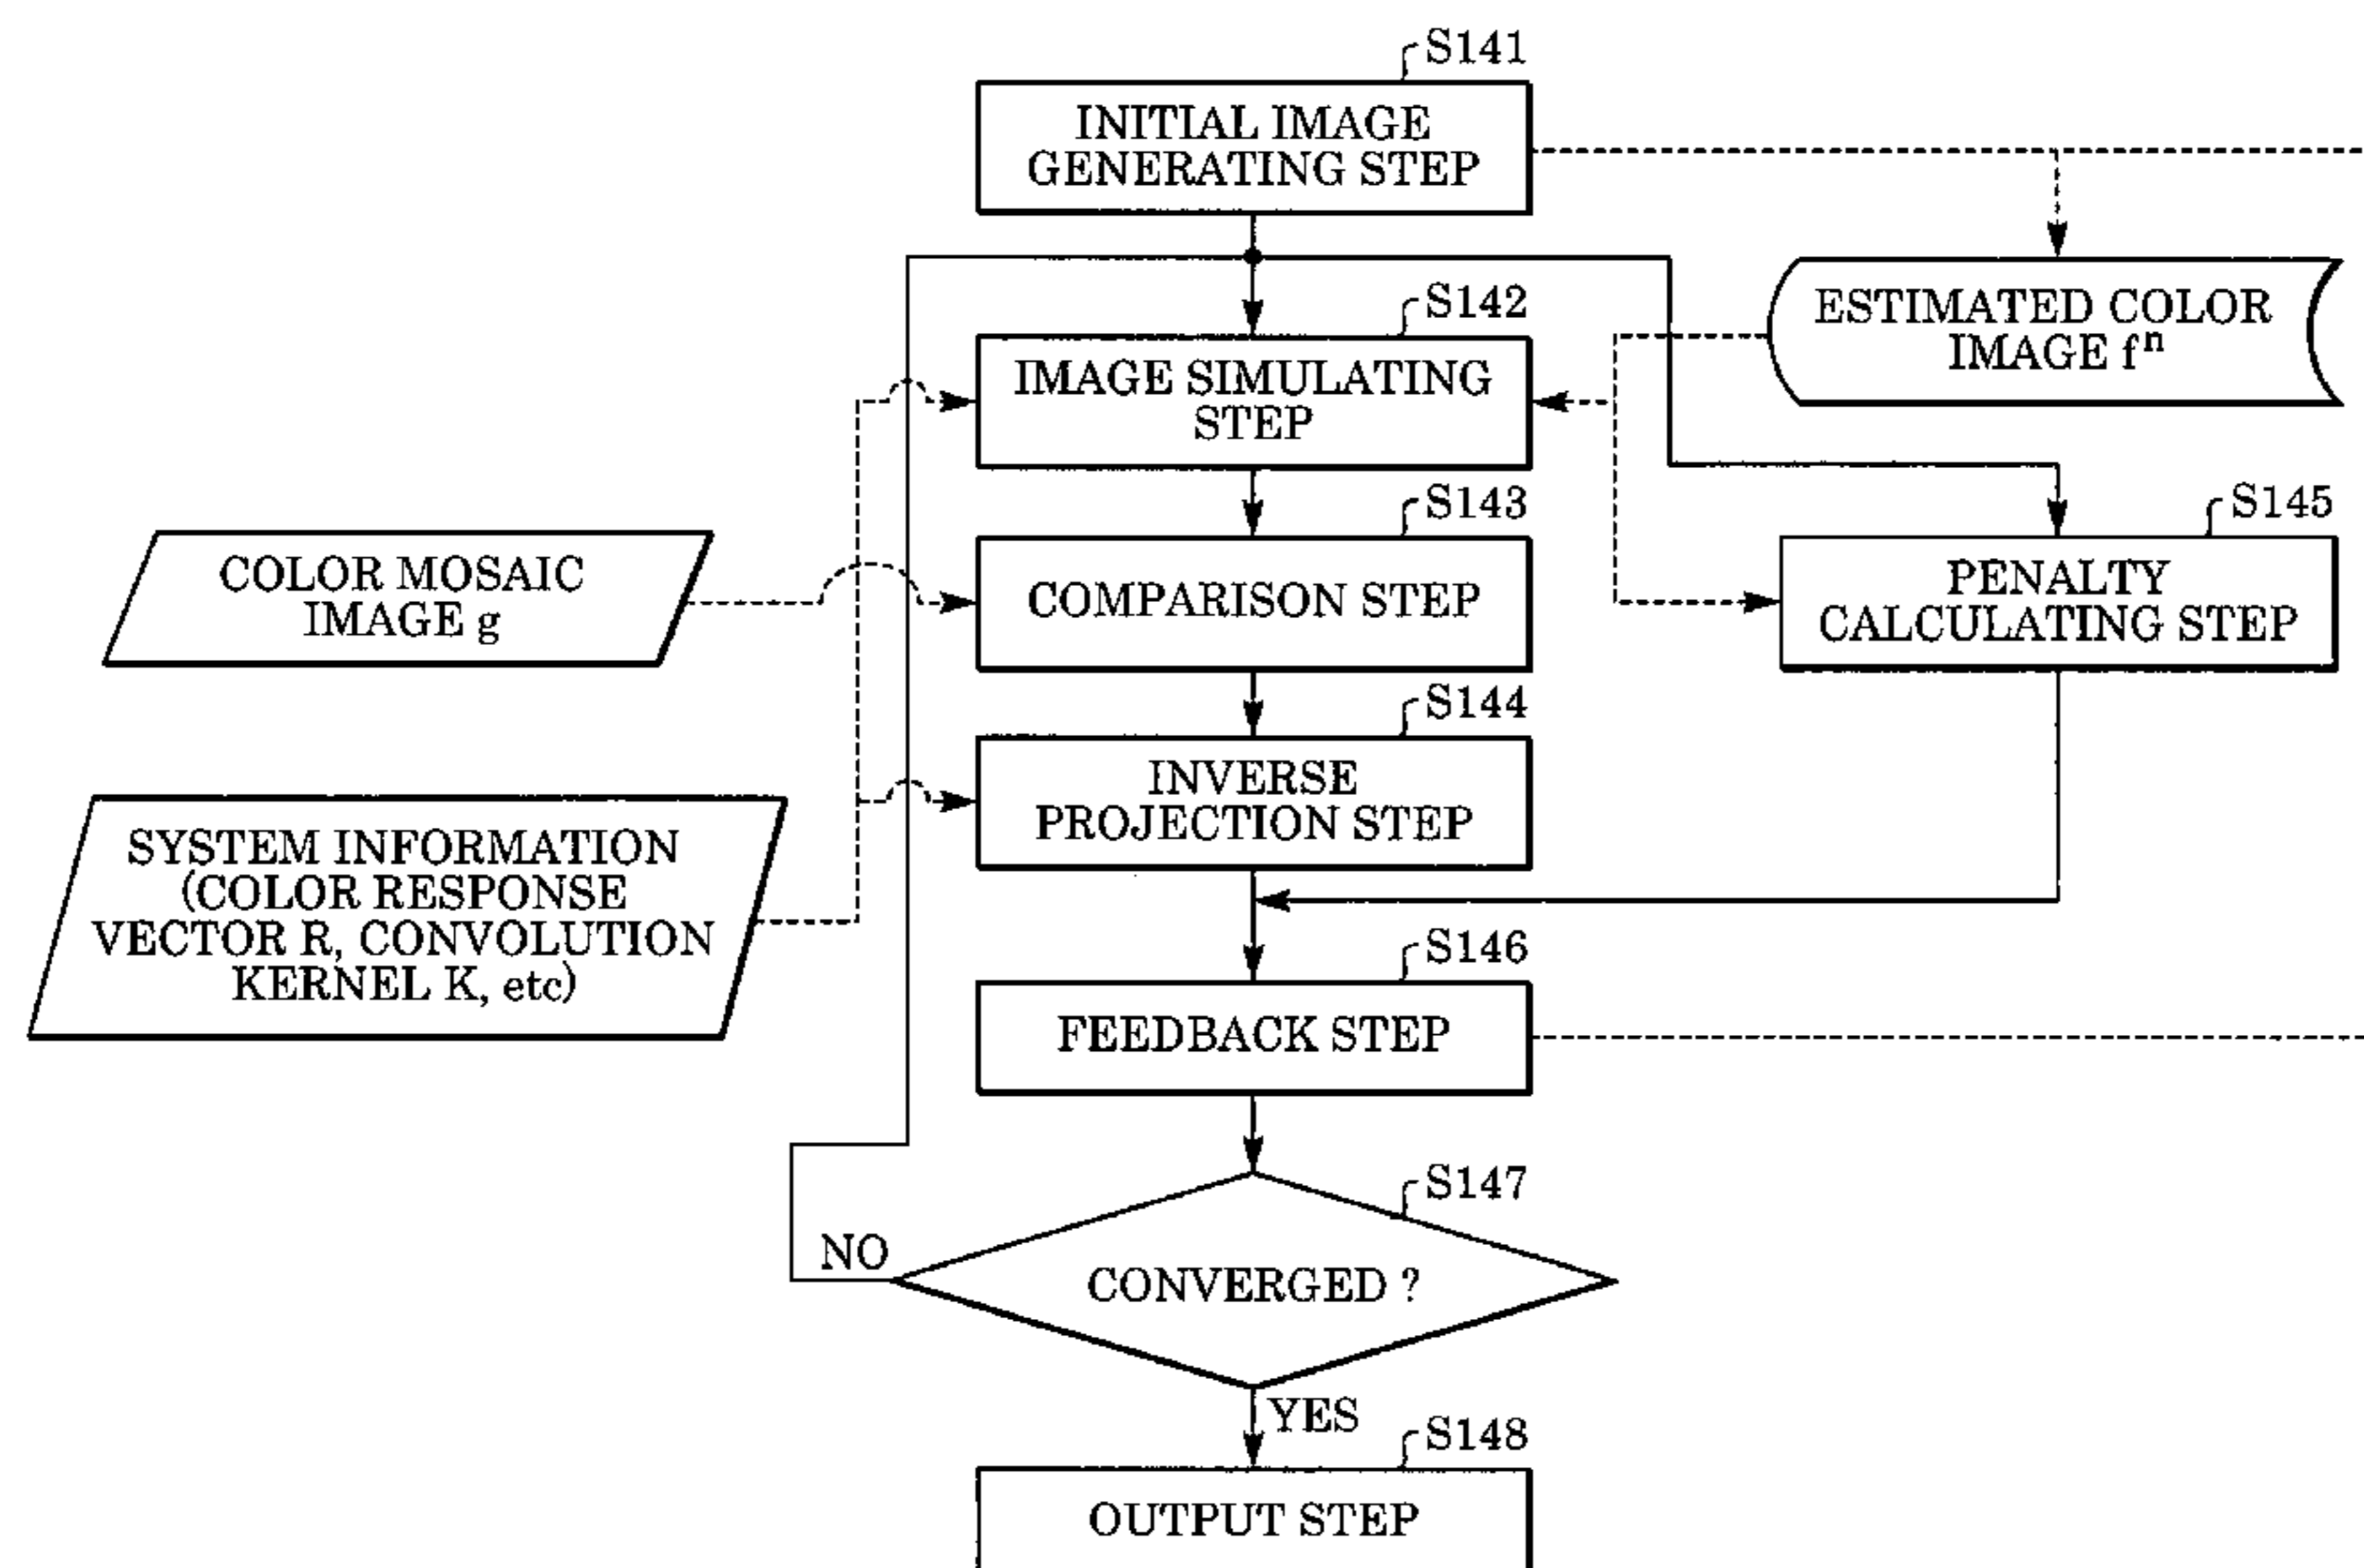 S141
INITIAL IMAGE
GENERATING STEP
ESTIMATED COLOR
IMAGE fⁿ
S142
IMAGE SIMULATING
STEP
S143
COMPARISON STEP
COLOR MOSAIC
IMAGE g
S145
PENALTY
CALCULATING STEP
S144
INVERSE
PROJECTION STEP
SYSTEM INFORMATION
(COLOR RESPONSE
VECTOR R, CONVOLUTION
KERNEL K, etc)
S146
FEEDBACK STEP
S147
CONVERGED ?
NO
YES
S148
OUTPUT STEP